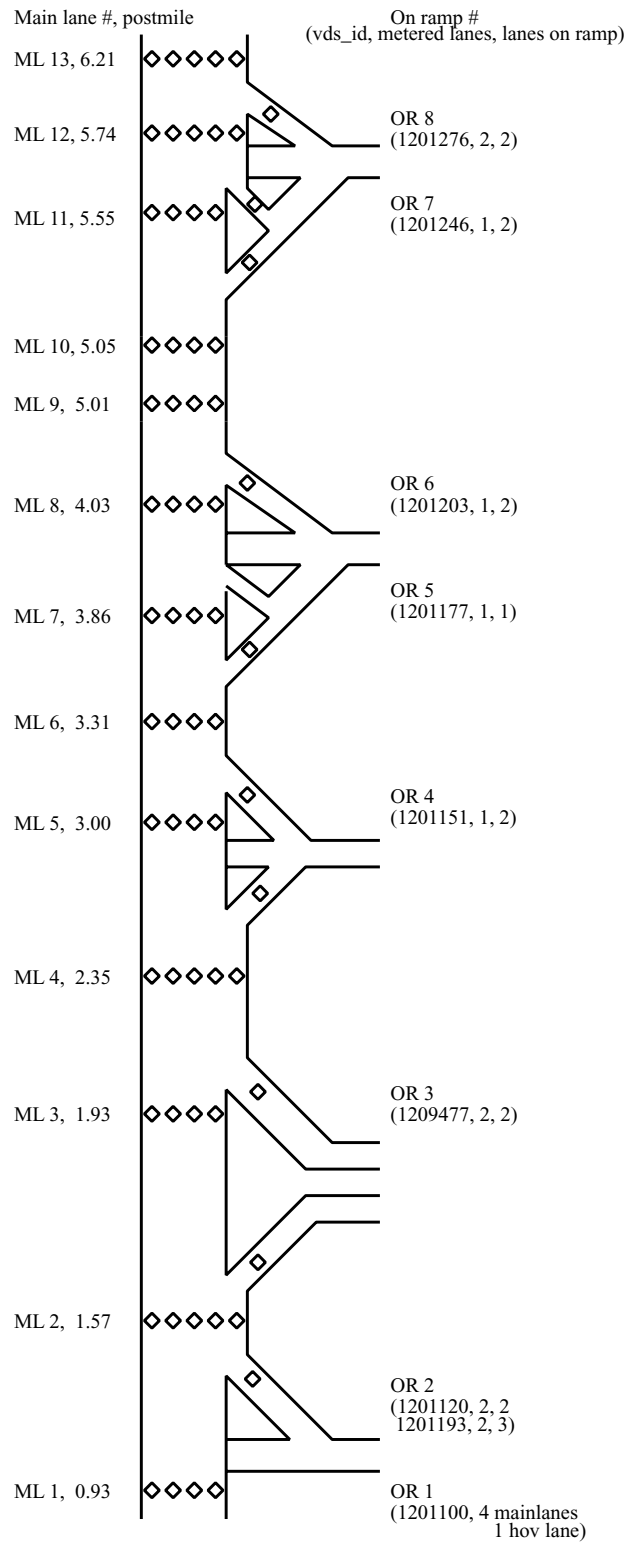 Main lane #, postmile
On ramp #
(vds_id, metered lanes, lanes on ramp)
ML 13, 6.21
OR 8
(1201276, 2, 2)
ML 12, 5.74
OR 7
(1201246, 1, 2)
ML 11, 5.55
ML 10, 5.05
ML 9, 5.01
OR 6
(1201203, 1, 2)
ML 8, 4.03
OR 5
(1201177, 1, 1)
ML 7, 3.86
ML 6, 3.31
OR 4
(1201151, 1, 2)
ML 5, 3.00
ML 4, 2.35
OR 3
(1209477, 2, 2)
ML 3, 1.93
ML 2, 1.57
OR 2
(1201120, 2, 2
1201193, 2, 3)
ML 1, 0.93
OR 1
(1201100, 4 mainlanes
1 hov lane)